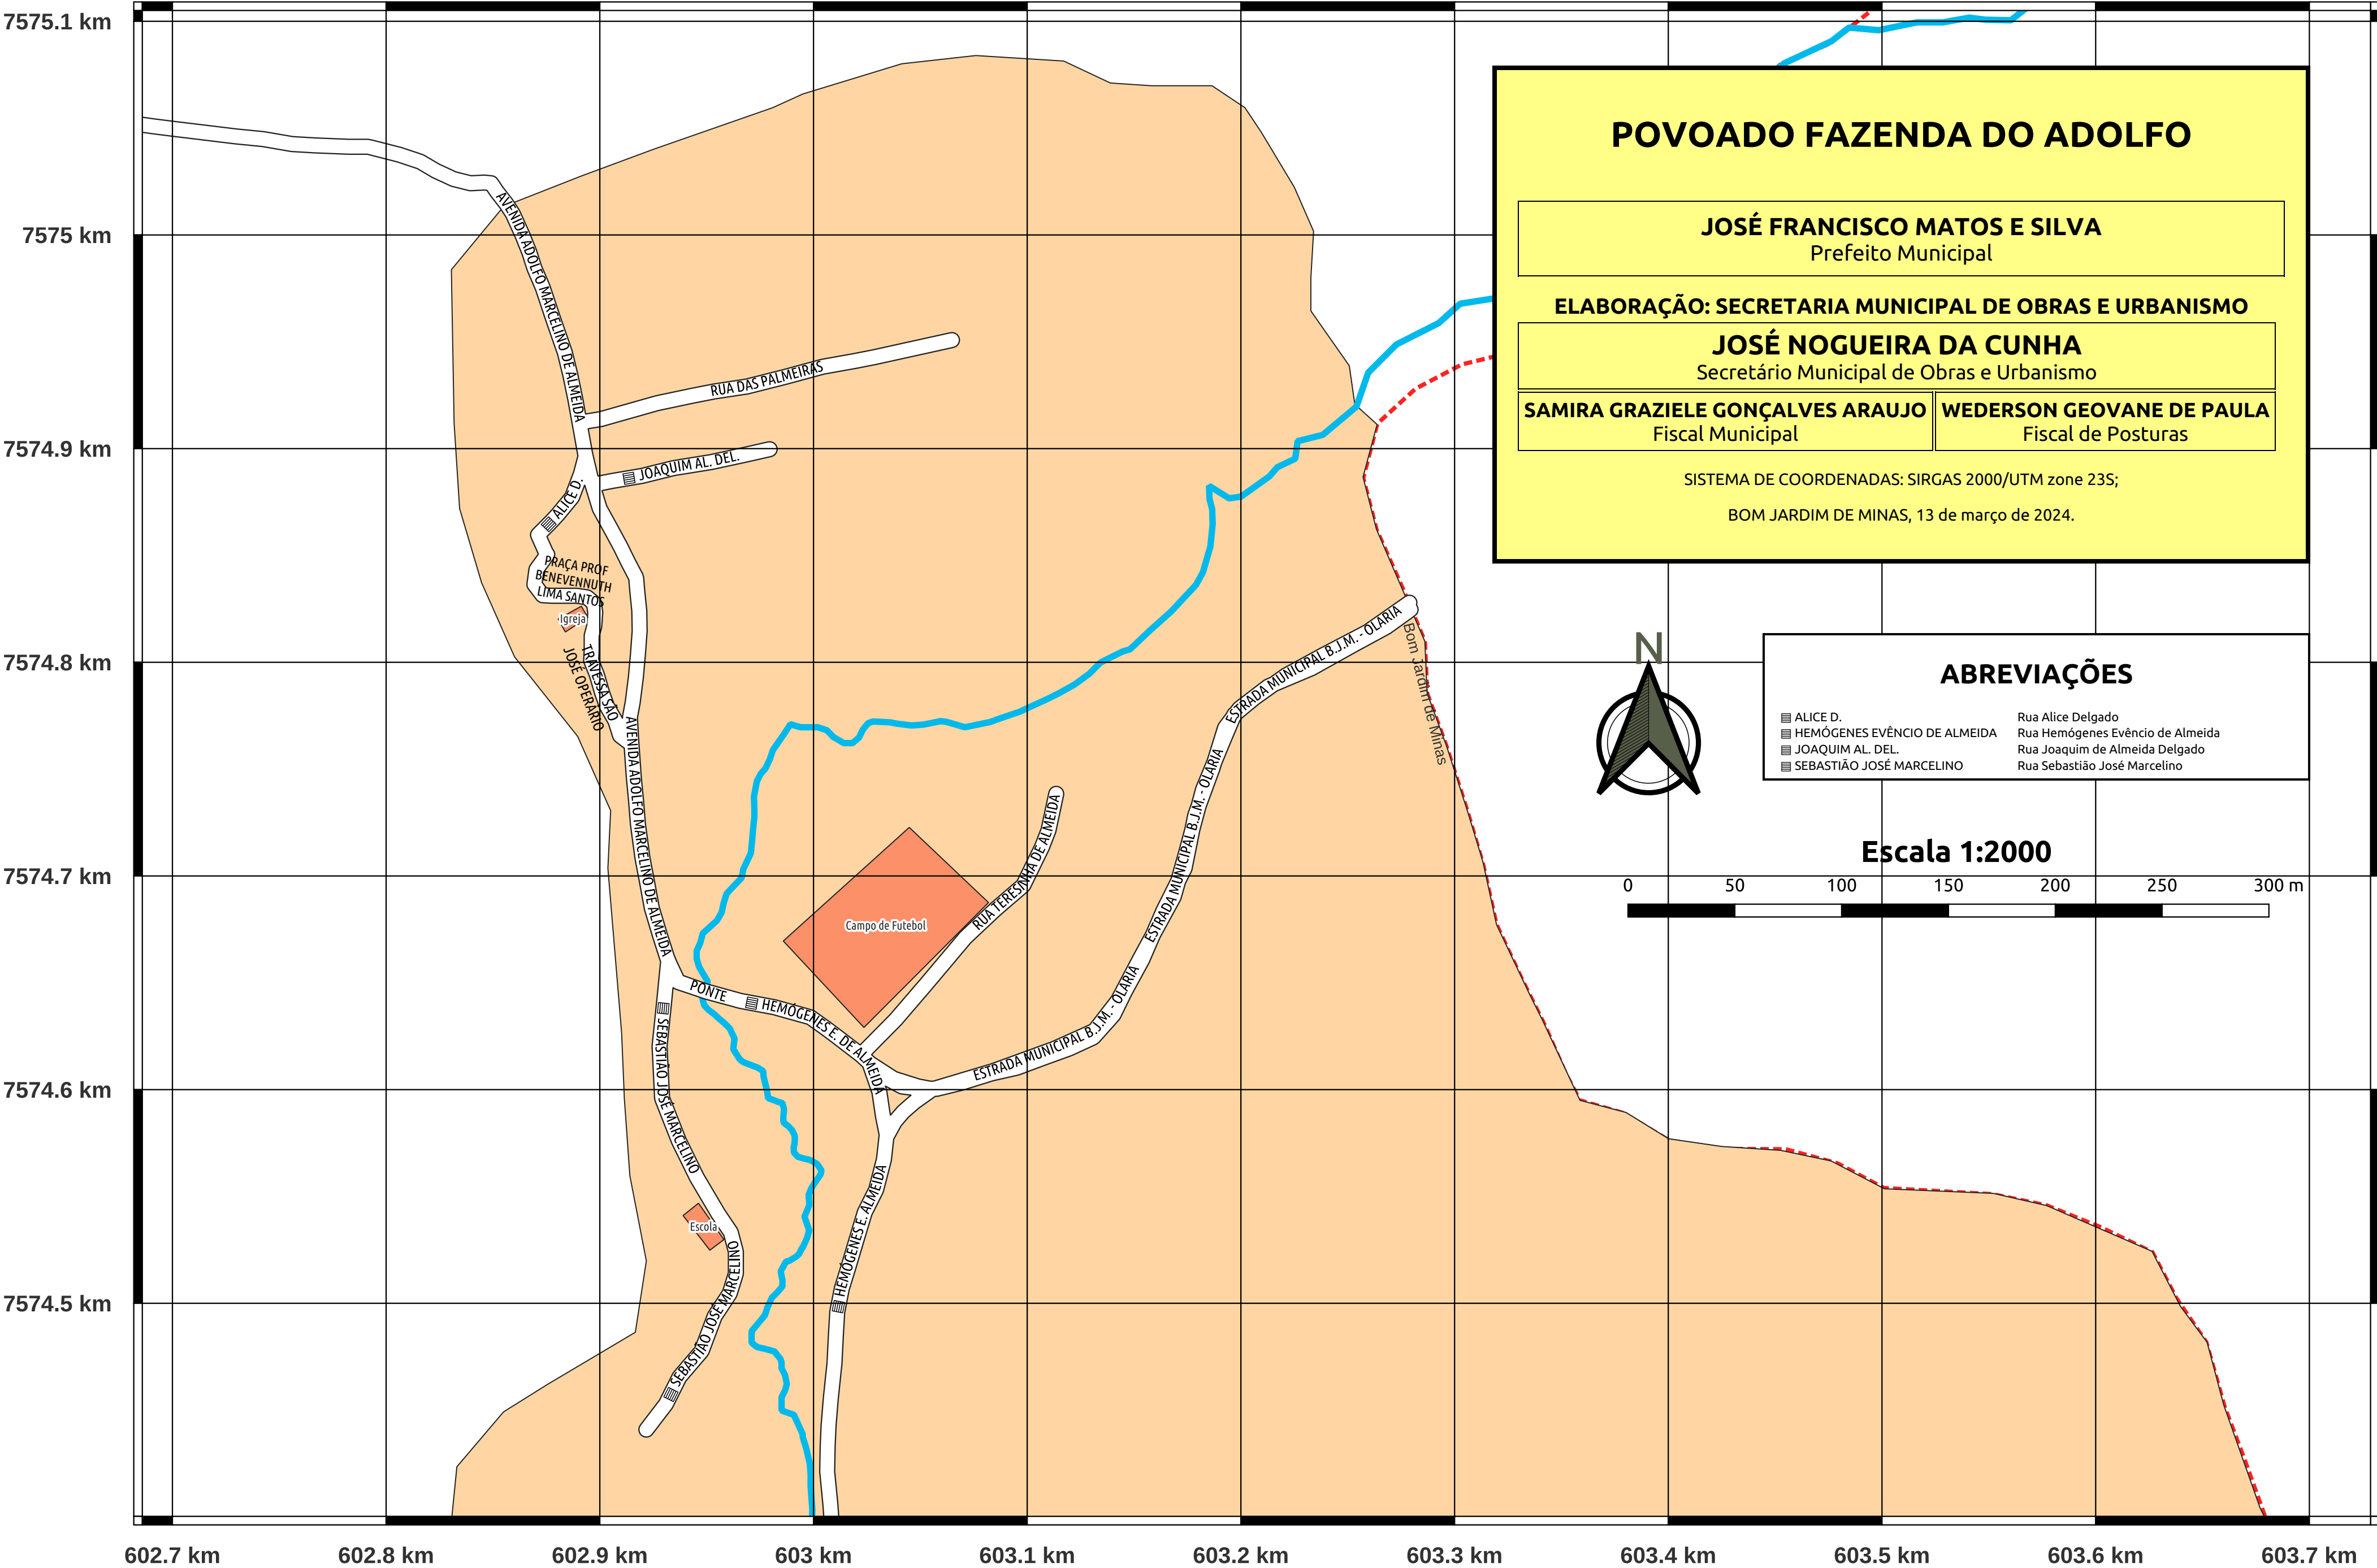 7575.1 km
7575 km
7574.9 km
7574.8 km
7574.7 km
7574.6 km
7574.5 km
602.7 km
602.8 km
602.9 km
603 km
603.1 km
603.2 km
603.3 km
603.4 km
603.5 km
603.6 km
603.7 km
POVOADO FAZENDA DO ADOLFO
JOSÉ FRANCISCO MATOS E SILVA
Prefeito Municipal
ELABORAÇÃO: SECRETARIA MUNICIPAL DE OBRAS E URBANISMO
JOSÉ NOGUEIRA DA CUNHA
Secretário Municipal de Obras e Urbanismo
SAMIRA GRAZIELE GONÇALVES ARAUJO
Fiscal Municipal
WEDERSON GEOVANE DE PAULA
Fiscal de Posturas
SISTEMA DE COORDENADAS: SIRGAS 2000/UTM zone 23S;
BOM JARDIM DE MINAS, 13 de março de 2024.
N
ABREVIAÇÕES
ALICE D. Rua Alice Delgado
HEMÓGENES EVÊNCIO DE ALMEIDA Rua Hemógenes Evêncio de Almeida
JOAQUIM AL. DEL. Rua Joaquim de Almeida Delgado
SEBASTIÃO JOSÉ MARCELINO Rua Sebastião José Marcelino
Escala 1:2000
0 50 100 150 200 250 300 m
AVENIDA ADOLFO MARCELINO DE ALMEIDA
RUA DAS PALMEIRAS
JOAQUIM AL. DEL.
ALICE D.
PRAÇA PROF
BENEVENNUTH
LIMA SANTOS
Igreja
TRAVESSA SÃO
JOSÉ OPERÁRIO
AVENIDA ADOLFO MARCELINO DE ALMEIDA
ESTRADA MUNICIPAL B.J.M. - OLARIA
Bom Jardim de Minas
ESTRADA MUNICIPAL B.J.M. - OLARIA
RUA TERESINHA DE ALMEIDA
Campo de Futebol
ESTRADA MUNICIPAL B.J.M. - OLARIA
PONTE
HEMÓGENES E. DE ALMEIDA
ESTRADA MUNICIPAL B.J.M. - OLARIA
SEBASTIÃO JOSÉ MARCELINO
Escola
HEMÓGENES E. ALMEIDA
SEBASTIÃO JOSÉ MARCELINO